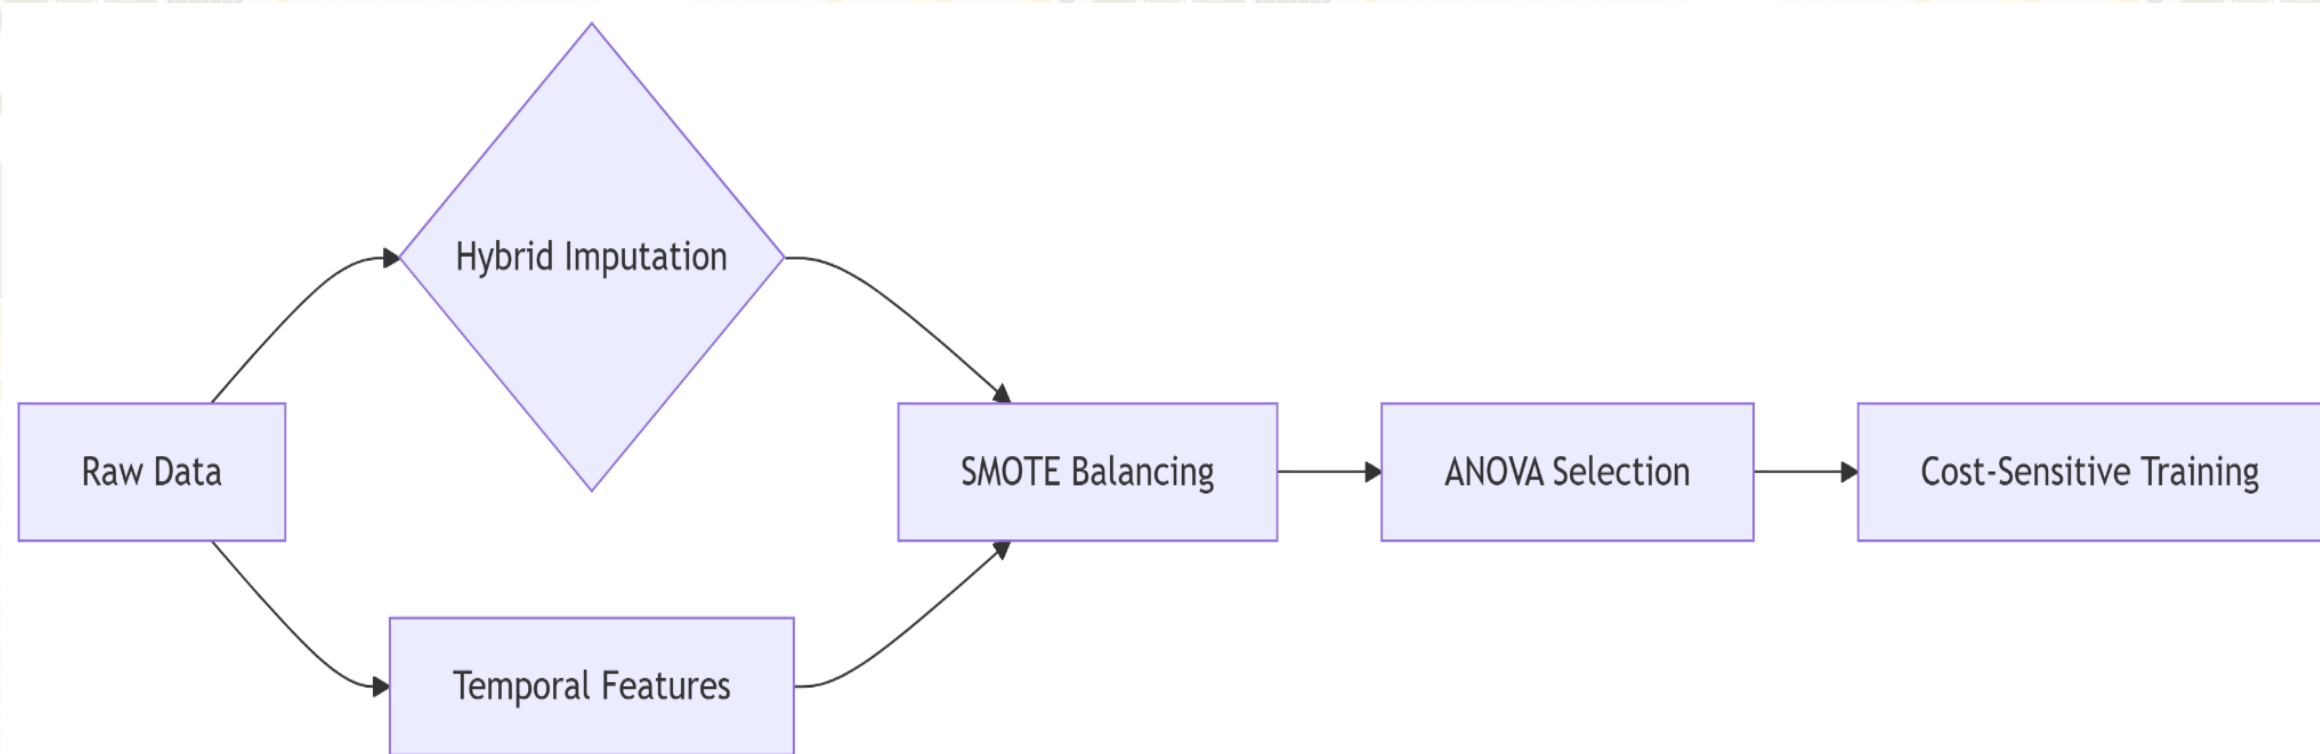 Hybrid Imputation
Raw Data
SMOTE Balancing
ANOVA Selection
Cost-Sensitive Training
Temporal Features